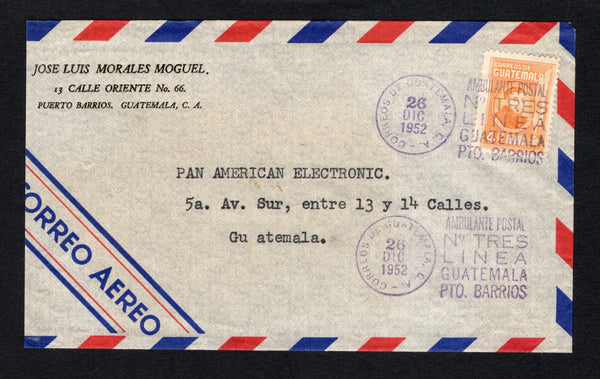 JOSE LUIS MORALES MOGUEL.
13 CALLE ORIENTE No. 66.
PUERTO BARRIOS. GUATEMALA, C. A.
CORREOS DE
GUATEMALA
CORREOS DE GUATEMALA C. A.
26
DIC
1952
AMBULANTE POSTAL
Nº TRES
LINEA
GUATEMALA
PTO. BARRIOS
PAN AMERICAN ELECTRONIC.
5a. Av. Sur, entre 13 y 14 Calles.
Gu atemala.
CORREOS DE GUATEMALA C. A.
26
DIC
1952
AMBULANTE POSTAL
Nº TRES
LINEA
GUATEMALA
PTO. BARRIOS
CORREO AEREO